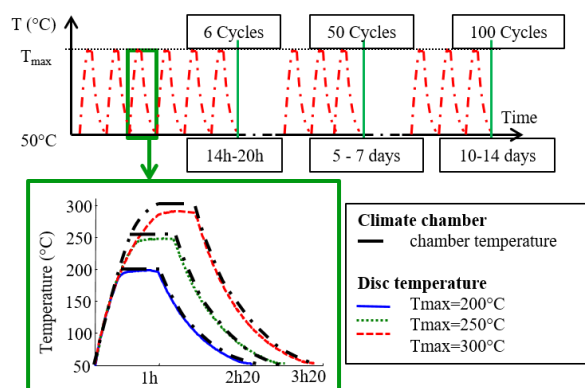 T (°C)
6 Cycles
50 Cycles
100 Cycles
Tmax
Time
50°C
14h-20h
5 - 7 days
10-14 days
Temperature (°C)
300
250
200
150
100
50
1h
2h20
3h20
Climate chamber
chamber temperature
Disc temperature
Tmax=200°C
Tmax=250°C
Tmax=300°C